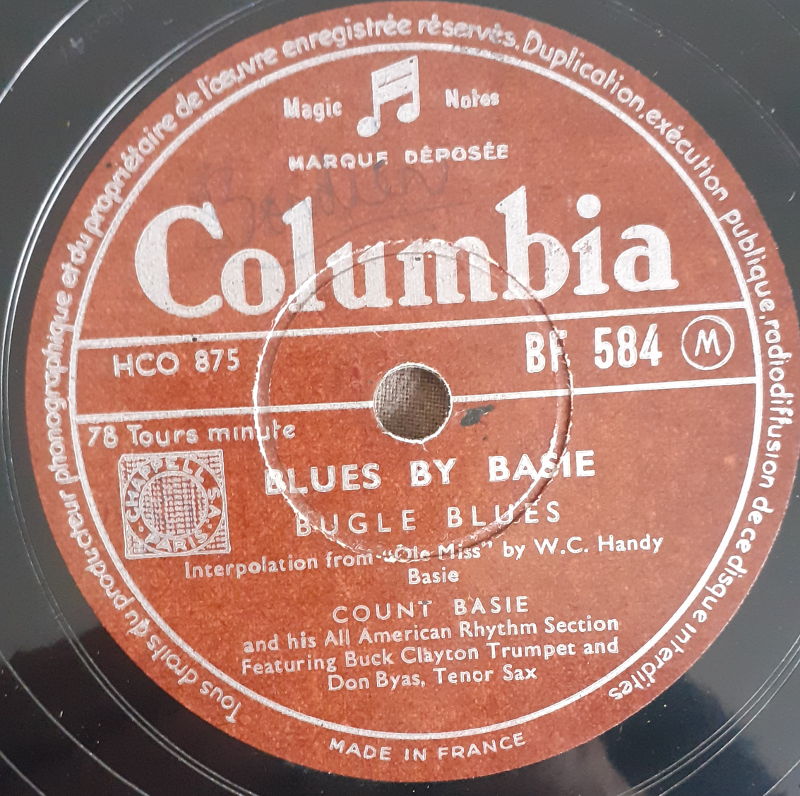 Tous droits du producteur phonographique et du propriétaire de l'œuvre enregistrée réservés. Duplication, exécution publique, radiodiffusion de ce disque interdites
Magic Notes
MARQUE DÉPOSÉE
Columbia
HCO 875
BF 584 M
78 Tours minute
CHAPPELL S.A. PARIS
BLUES BY BASIE
BUGLE BLUES
Interpolation from "Ole Miss" by W.C. Handy
Basie
COUNT BASIE
and his All American Rhythm Section
Featuring Buck Clayton Trumpet and
Don Byas, Tenor Sax
MADE IN FRANCE